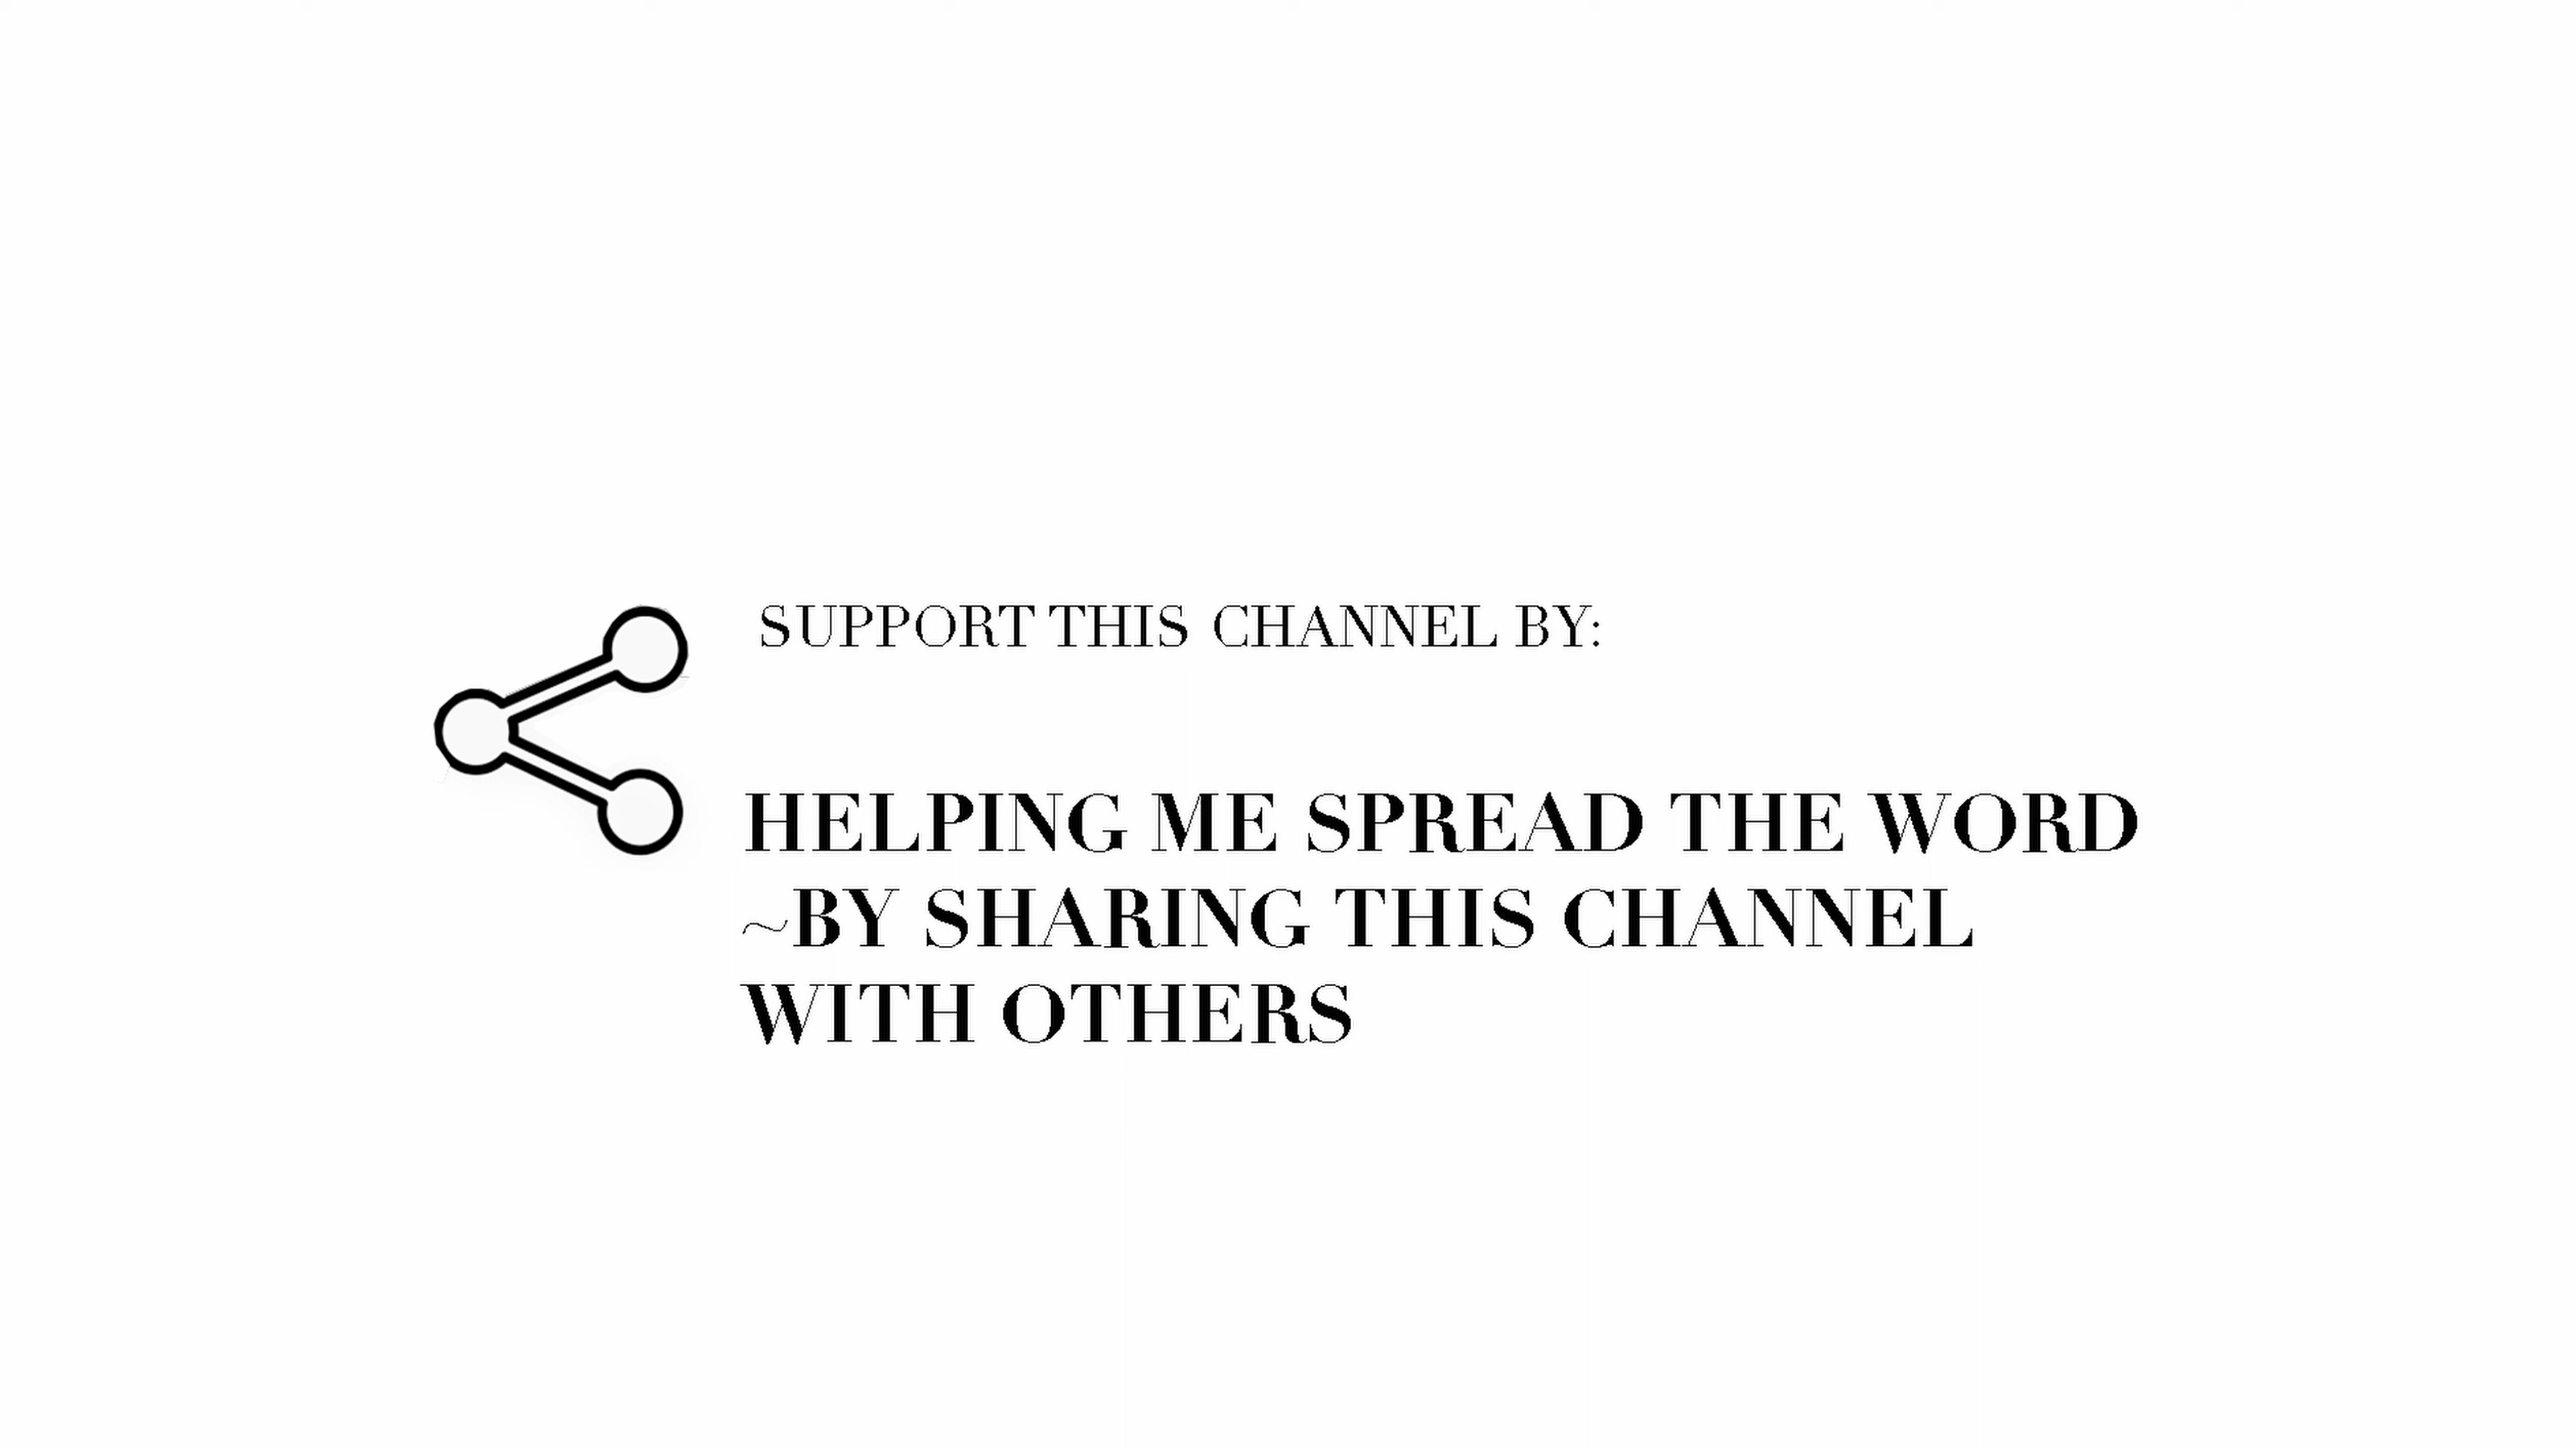 SUPPORT THIS CHANNEL BY:
HELPING ME SPREAD THE WORD
~BY SHARING THIS CHANNEL
WITH OTHERS